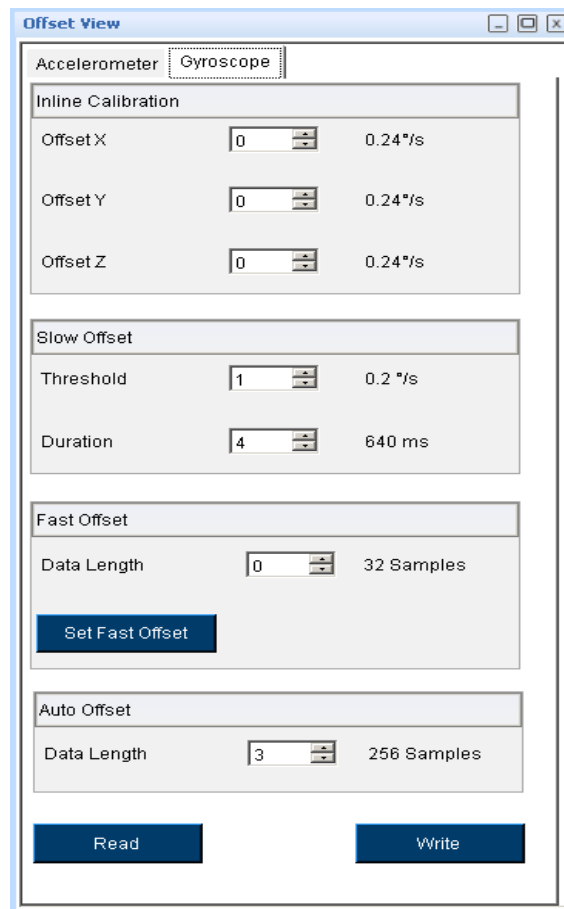 Offset View
Accelerometer Gyroscope
Inline Calibration
Offset X 0 0.24°/s
Offset Y 0 0.24°/s
Offset Z 0 0.24°/s
Slow Offset
Threshold 1 0.2 °/s
Duration 4 640 ms
Fast Offset
Data Length 0 32 Samples
Set Fast Offset
Auto Offset
Data Length 3 256 Samples
Read Write